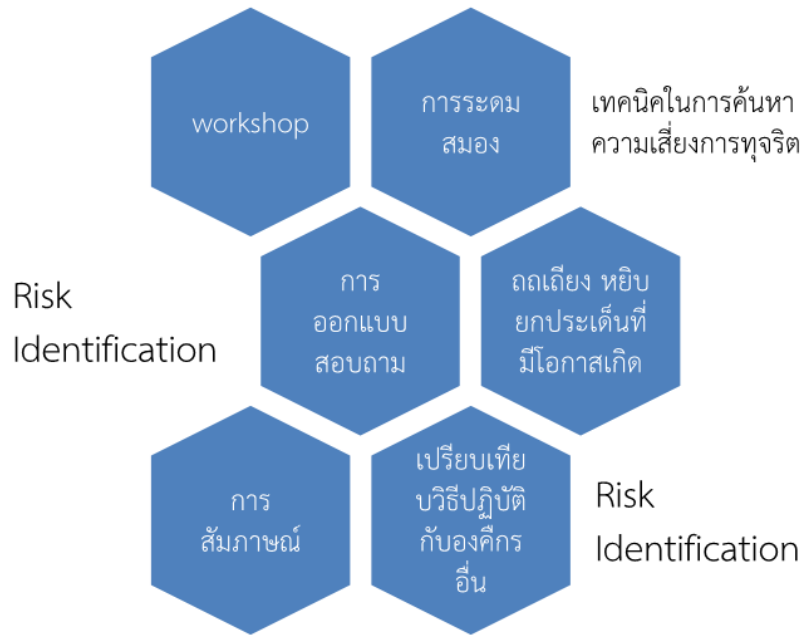 workshop
การระดม
สมอง
เทคนิคในการค้นหา
ความเสี่ยงการทุจริต
Risk
Identification
การ
ออกแบบ
สอบถาม
ถถเถียง หยิบ
ยกประเด็นที่
มีโอกาสเกิด
การ
สัมภาษณ์
เปรียบเทีย
บวิธีปฏิบัติ
กับองคืกร
อื่น
Risk
Identification